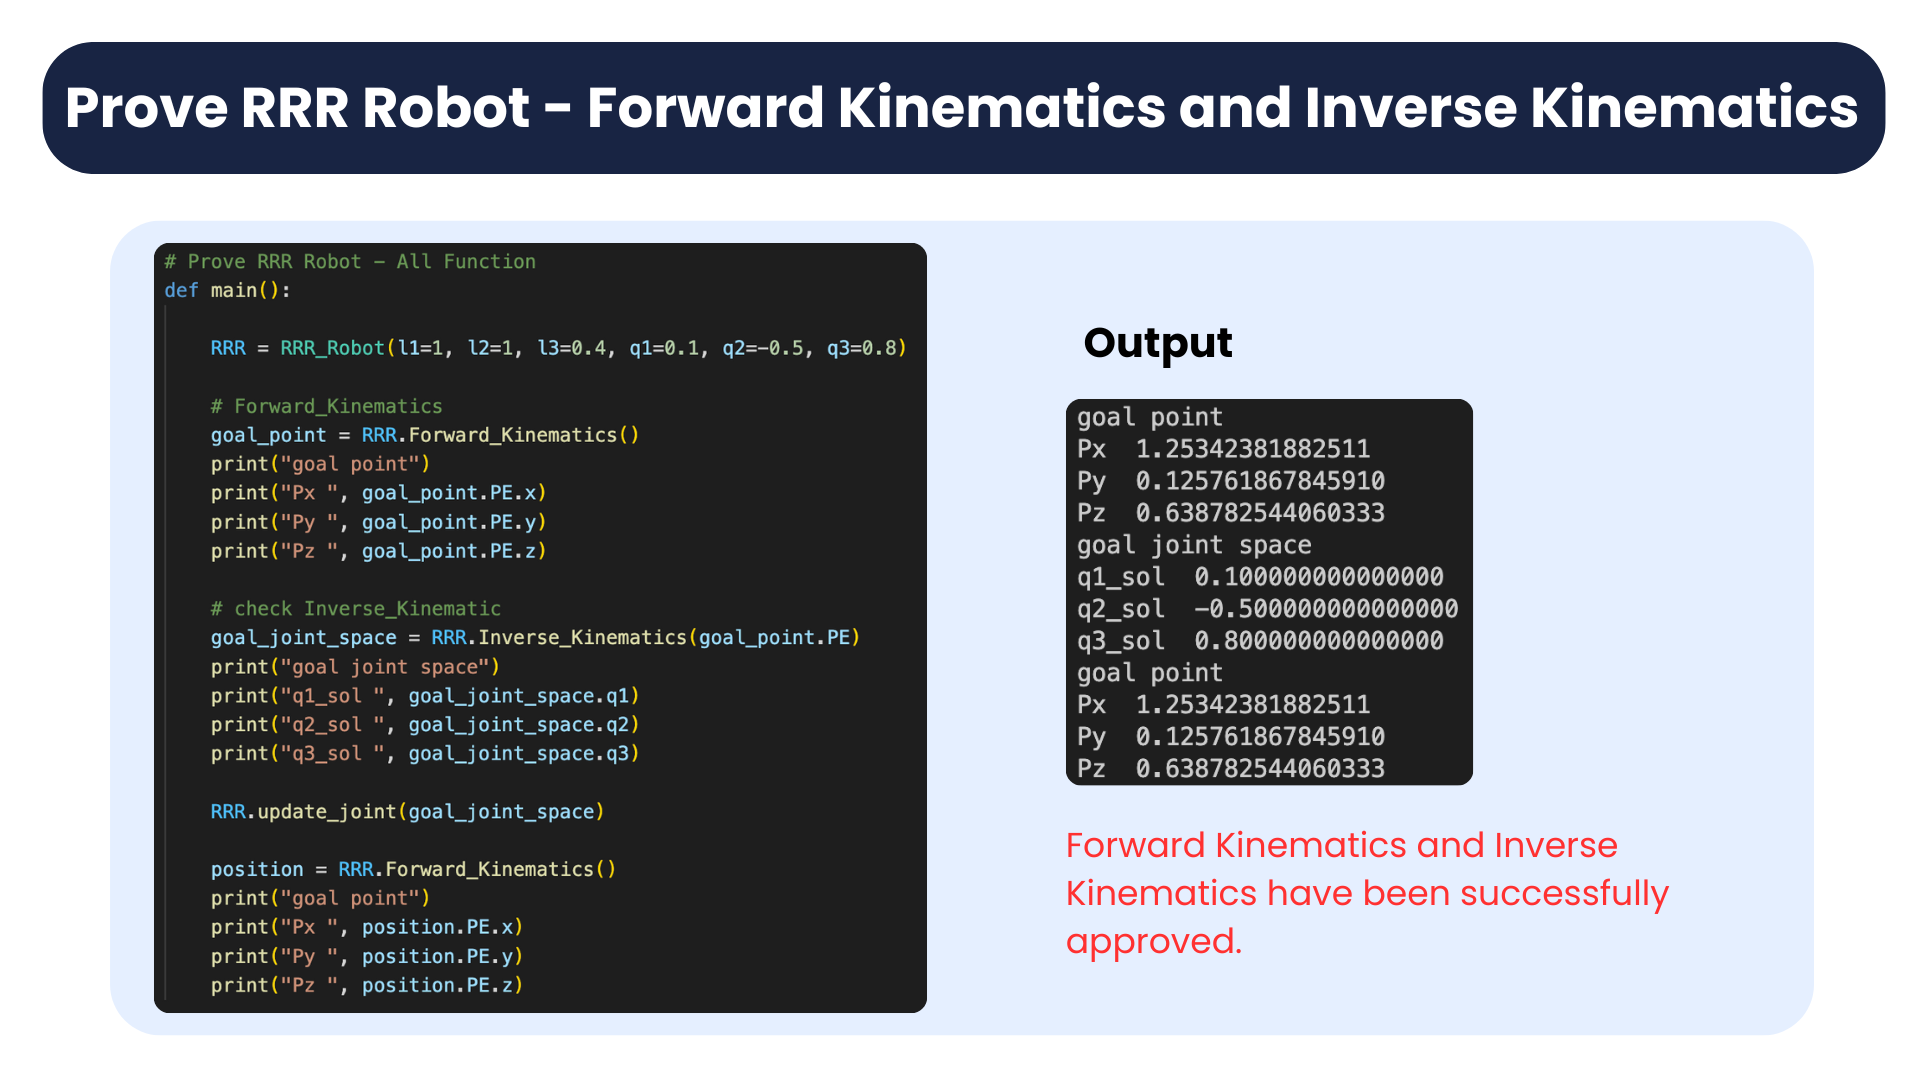 Prove RRR Robot - Forward Kinematics and Inverse Kinematics
# Prove RRR Robot - All Function
def main():
RRR = RRR_Robot(l1=1, l2=1, l3=0.4, q1=0.1, q2=-0.5, q3=0.8)
# Forward_Kinematics
goal_point = RRR.Forward_Kinematics()
print("goal point")
print("Px ", goal_point.PE.x)
print("Py ", goal_point.PE.y)
print("Pz ", goal_point.PE.z)
# check Inverse_Kinematic
goal_joint_space = RRR.Inverse_Kinematics(goal_point.PE)
print("goal joint space")
print("q1_sol ", goal_joint_space.q1)
print("q2_sol ", goal_joint_space.q2)
print("q3_sol ", goal_joint_space.q3)
RRR.update_joint(goal_joint_space)
position = RRR.Forward_Kinematics()
print("goal point")
print("Px ", position.PE.x)
print("Py ", position.PE.y)
print("Pz ", position.PE.z)
Output
goal point
Px  1.25342381882511
Py  0.125761867845910
Pz  0.638782544060333
goal joint space
q1_sol  0.100000000000000
q2_sol  -0.500000000000000
q3_sol  0.800000000000000
goal point
Px  1.25342381882511
Py  0.125761867845910
Pz  0.638782544060333
Forward Kinematics and Inverse
Kinematics have been successfully
approved.